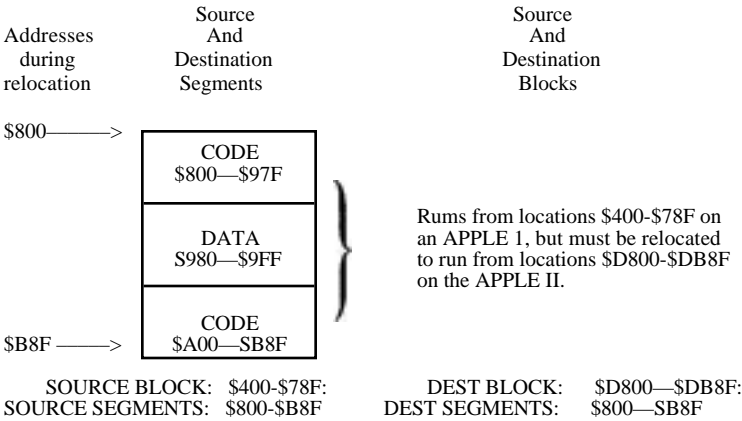 Addresses
during
relocation
Source
And
Destination
Segments
Source
And
Destination
Blocks
$800———>
CODE
$800—$97F
DATA
S980—$9FF
CODE
$A00—SB8F
$B8F ———>
Rums from locations $400-$78F on
an APPLE 1, but must be relocated
to run from locations $D800-$DB8F
on the APPLE II.
SOURCE BLOCK: $400-$78F:
SOURCE SEGMENTS: $800-$B8F
DEST BLOCK: $D800—$DB8F:
DEST SEGMENTS: $800—SB8F